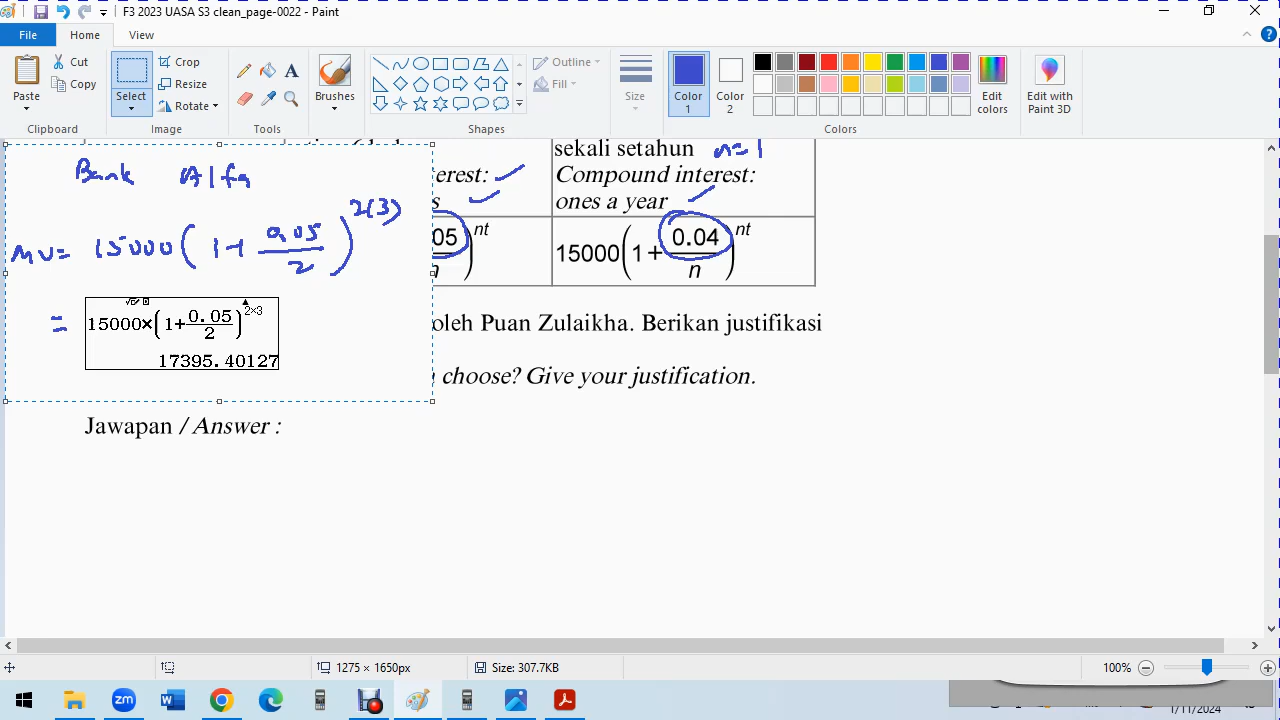 F3 2023 UASA S3 clean_page-0022 - Paint
File Home View
Paste Cut Copy Clipboard
Select Crop Resize Rotate Image
Tools
Brushes
Shapes
Outline Fill
Size
Color 1 Color 2
Edit colors
Edit with Paint 3D
Colors
sekali setahun n=1
Bank Alfa
erest: Compound interest:
s ones a year
MV= 15000(1+0.05/2)^2(3)
05/n)^nt 15000(1+0.04/n)^nt
= 15000×(1+0.05/2)^2×3
17395.40127
oleh Puan Zulaikha. Berikan justifikasi
choose? Give your justification.
Jawapan / Answer :
1275 × 1650px Size: 307.7KB 100%
zm W
1/11/2024